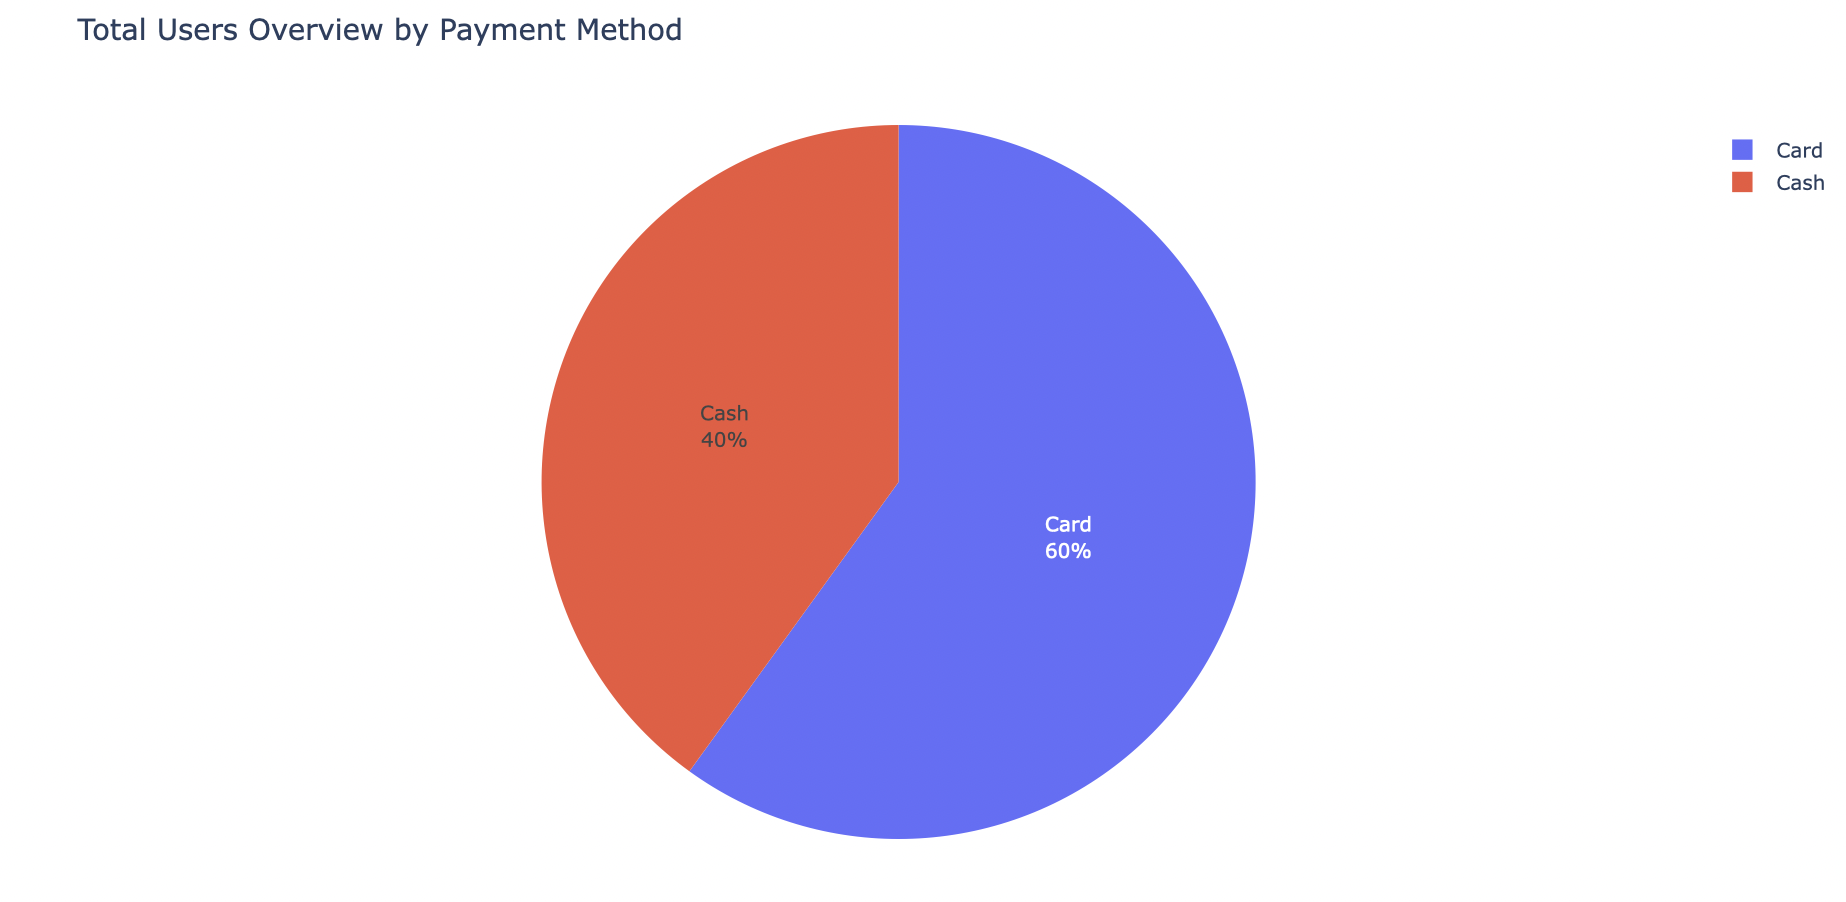 Total Users Overview by Payment Method
Card
Cash
Cash
40%
Card
60%